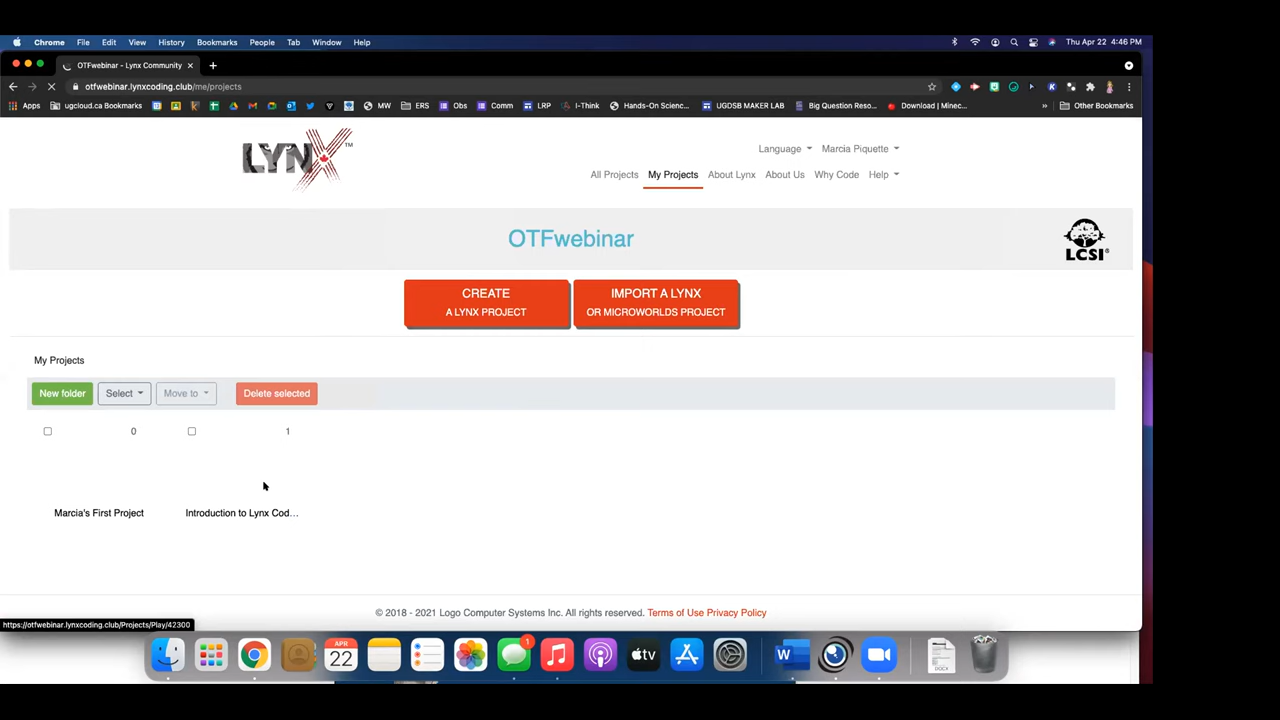 Chrome File Edit View History Bookmarks People Tab Window Help Thu Apr 22 4:46 PM
OTFwebinar - Lynx Community
otfwebinar.lynxcoding.club/me/projects
Apps ugcloud.ca Bookmarks MW ERS Obs Comm LRP I-Think Hands-On Scienc... UGDSB MAKER LAB Big Question Reso... Download | Minec... » Other Bookmarks
LYNX™
Language Marcia Piquette
All Projects My Projects About Lynx About Us Why Code Help
OTFwebinar
LCSI®
CREATE
A LYNX PROJECT
IMPORT A LYNX
OR MICROWORLDS PROJECT
My Projects
New folder Select Move to Delete selected
0 1
Marcia's First Project Introduction to Lynx Cod...
© 2018 - 2021 Logo Computer Systems Inc. All rights reserved. Terms of Use Privacy Policy
https://otfwebinar.lynxcoding.club/Projects/Play/42300
APR
22
1
tv
W
DOCX